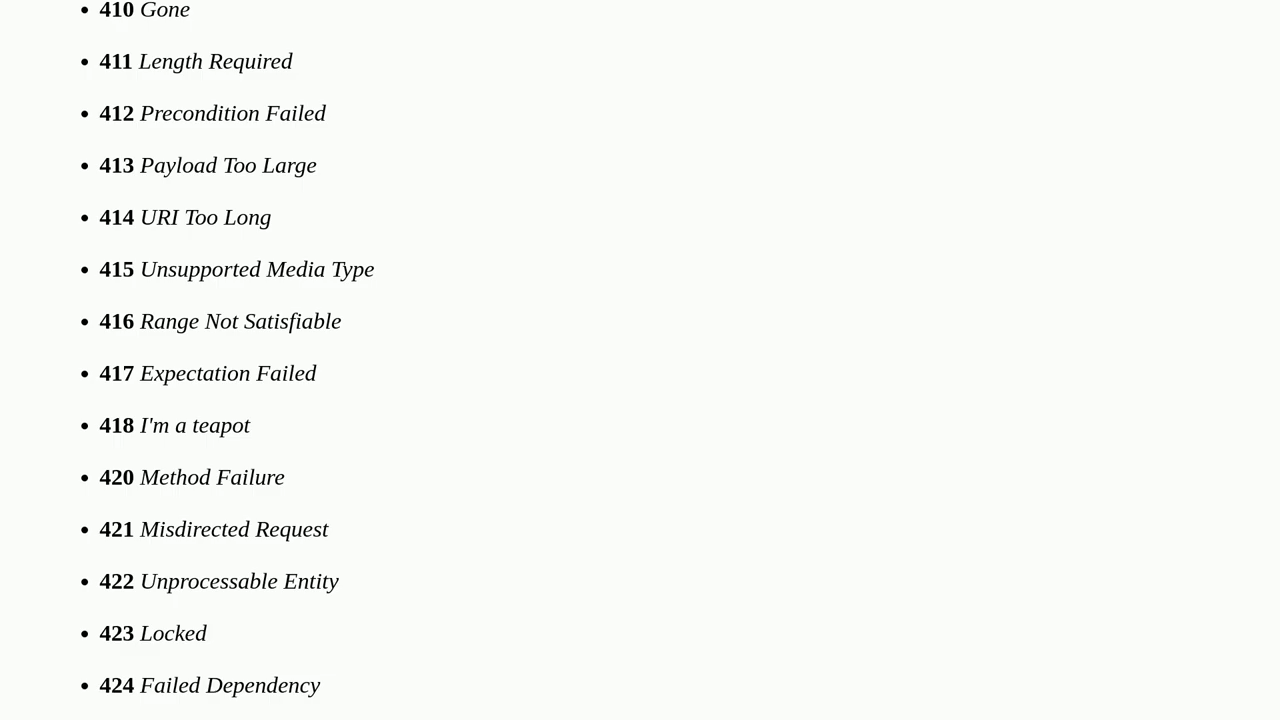 • 410 Gone
• 411 Length Required
• 412 Precondition Failed
• 413 Payload Too Large
• 414 URI Too Long
• 415 Unsupported Media Type
• 416 Range Not Satisfiable
• 417 Expectation Failed
• 418 I'm a teapot
• 420 Method Failure
• 421 Misdirected Request
• 422 Unprocessable Entity
• 423 Locked
• 424 Failed Dependency